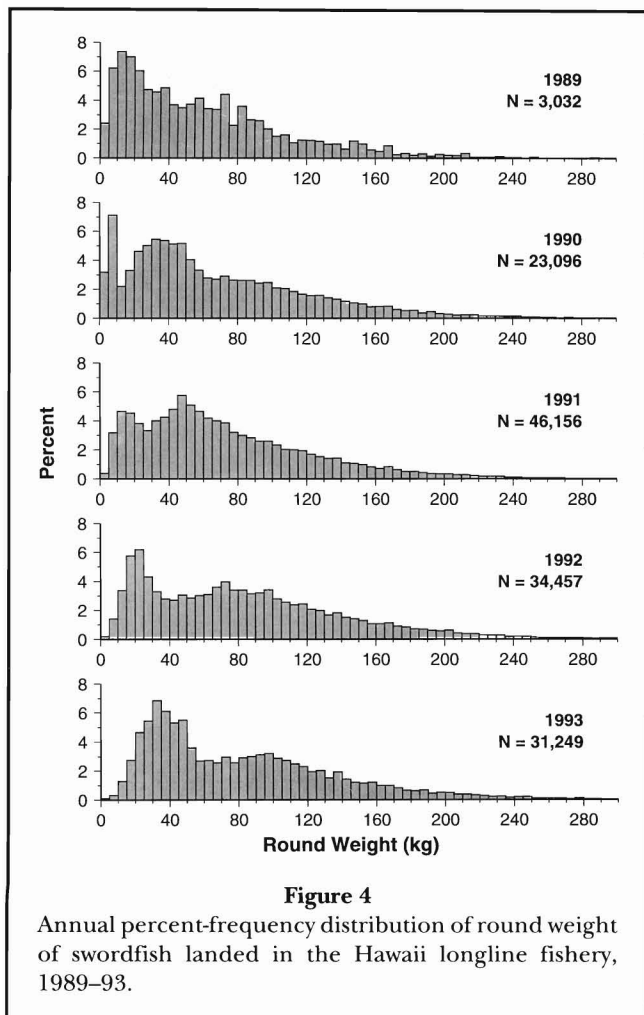 8
6
4
2
0
1989
N = 3,032
0 40 80 120 160 200 240 280
8
6
4
2
0
1990
N = 23,096
0 40 80 120 160 200 240 280
8
6
4
2
0
1991
N = 46,156
0 40 80 120 160 200 240 280
Percent
8
6
4
2
0
1992
N = 34,457
0 40 80 120 160 200 240 280
8
6
4
2
0
1993
N = 31,249
0 40 80 120 160 200 240 280
Round Weight (kg)
Figure 4
Annual percent-frequency distribution of round weight
of swordfish landed in the Hawaii longline fishery,
1989–93.